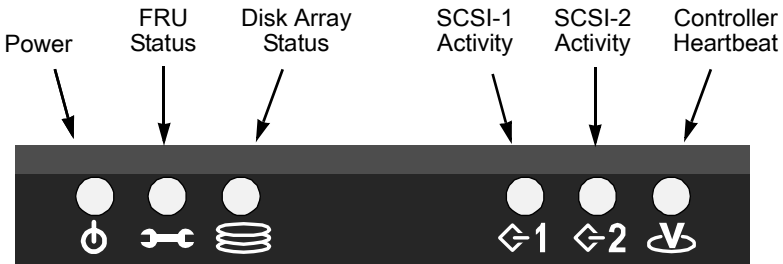 Power
FRU
Status
Disk Array
Status
SCSI-1
Activity
SCSI-2
Activity
Controller
Heartbeat
1
2
V